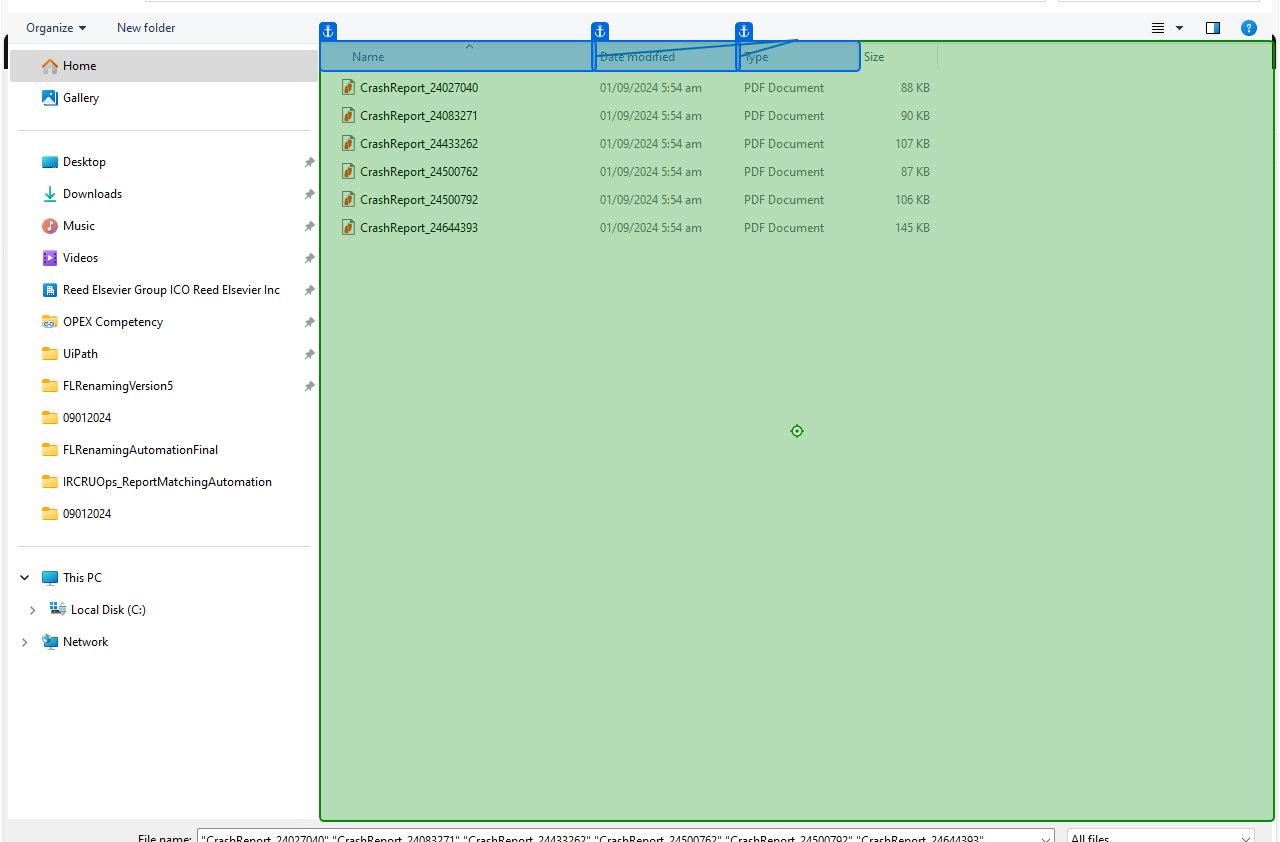 Organize New folder
Name Date modified Type Size
Home
Gallery
Desktop
Downloads
Music
Videos
Reed Elsevier Group ICO Reed Elsevier Inc
OPEX Competency
UiPath
FLRenamingVersion5
09012024
FLRenamingAutomationFinal
IRCRUOps_ReportMatchingAutomation
09012024
This PC
Local Disk (C:)
Network
CrashReport_24027040 01/09/2024 5:54 am PDF Document 88 KB
CrashReport_24083271 01/09/2024 5:54 am PDF Document 90 KB
CrashReport_24433262 01/09/2024 5:54 am PDF Document 107 KB
CrashReport_24500762 01/09/2024 5:54 am PDF Document 87 KB
CrashReport_24500792 01/09/2024 5:54 am PDF Document 106 KB
CrashReport_24644393 01/09/2024 5:54 am PDF Document 145 KB
File name: "CrashReport_24027040" "CrashReport_24083271" "CrashReport_24433262" "CrashReport_24500762" "CrashReport_24500792" "CrashReport_24644393" All files